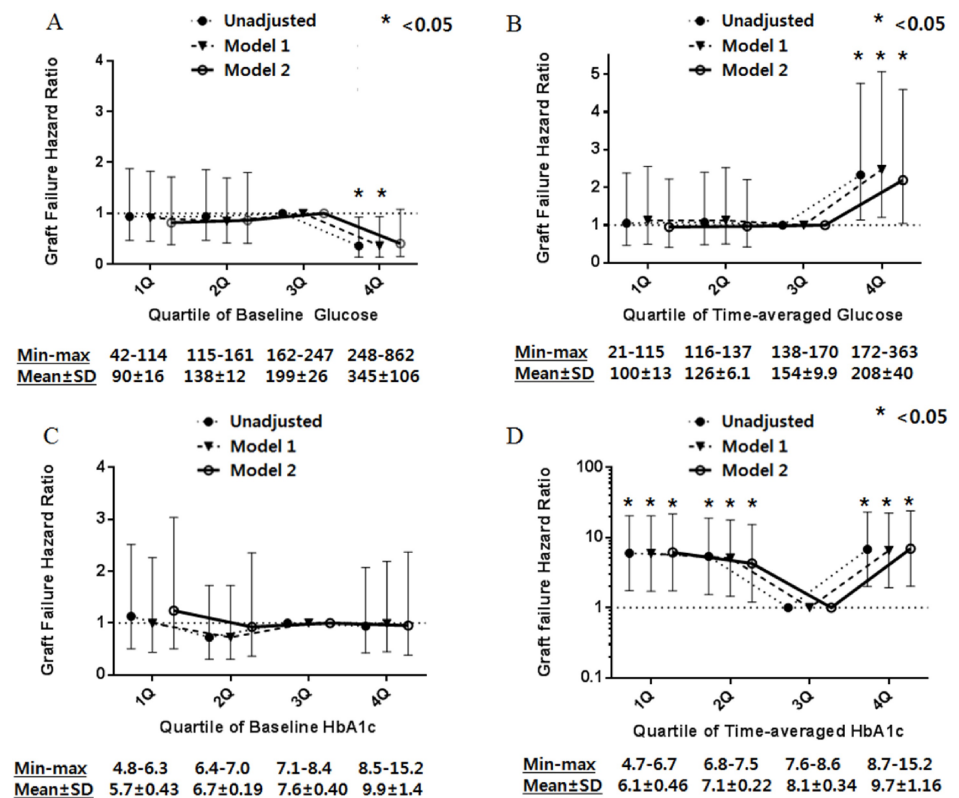 A
Unadjusted
Model 1
Model 2
* <0.05
Graft Failure Hazard Ratio
4
3
2
1
0
* *
1Q 2Q 3Q 4Q
Quartile of Baseline Glucose
Min-max 42-114 115-161 162-247 248-862
Mean±SD 90±16 138±12 199±26 345±106
B
Unadjusted
Model 1
Model 2
* <0.05
Graft Failure Hazard Ratio
5
4
3
2
1
0
* * *
1Q 2Q 3Q 4Q
Quartile of Time-averaged Glucose
Min-max 21-115 116-137 138-170 172-363
Mean±SD 100±13 126±6.1 154±9.9 208±40
C
Unadjusted
Model 1
Model 2
Graft Failure Hazard Ratio
4
3
2
1
0
1Q 2Q 3Q 4Q
Quartile of Baseline HbA1c
Min-max 4.8-6.3 6.4-7.0 7.1-8.4 8.5-15.2
Mean±SD 5.7±0.43 6.7±0.19 7.6±0.40 9.9±1.4
D
Unadjusted
Model 1
Model 2
* <0.05
Graft failure Hazard Ratio
100
10
1
0.1
* * * * * * * * *
1Q 2Q 3Q 4Q
Quartile of Time-averaged HbA1c
Min-max 4.7-6.7 6.8-7.5 7.6-8.6 8.7-15.2
Mean±SD 6.1±0.46 7.1±0.22 8.1±0.34 9.7±1.16